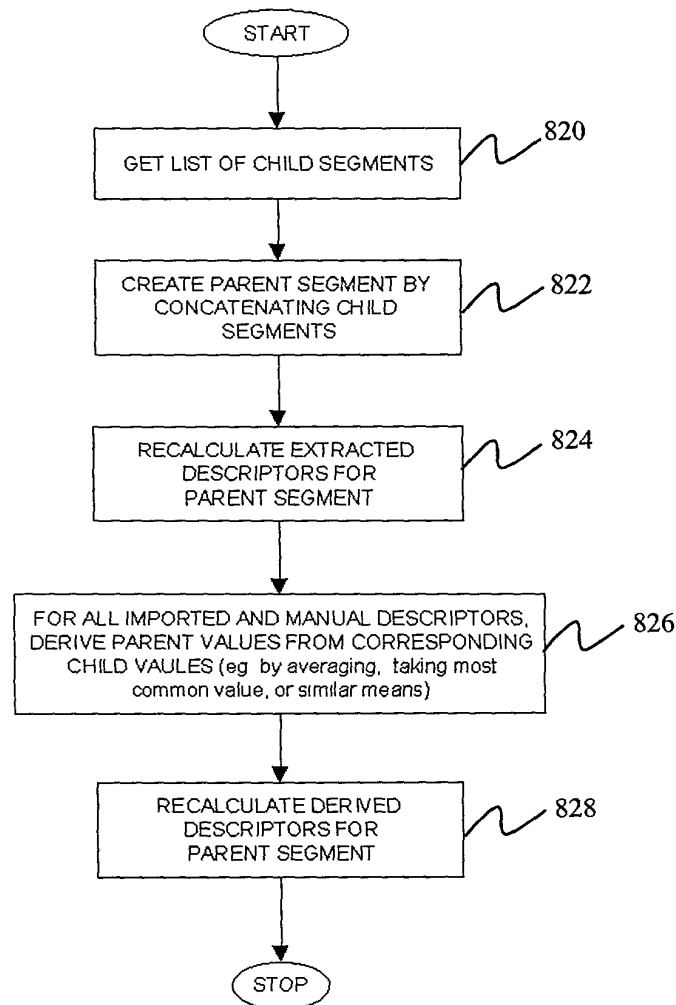 START
GET LIST OF CHILD SEGMENTS
820
CREATE PARENT SEGMENT BY
CONCATENATING CHILD
SEGMENTS
822
RECALCULATE EXTRACTED
DESCRIPTORS FOR
PARENT SEGMENT
824
FOR ALL IMPORTED AND MANUAL DESCRIPTORS,
DERIVE PARENT VALUES FROM CORRESPONDING
CHILD VAULES (eg by averaging, taking most
common value, or similar means)
826
RECALCULATE DERIVED
DESCRIPTORS FOR
PARENT SEGMENT
828
STOP